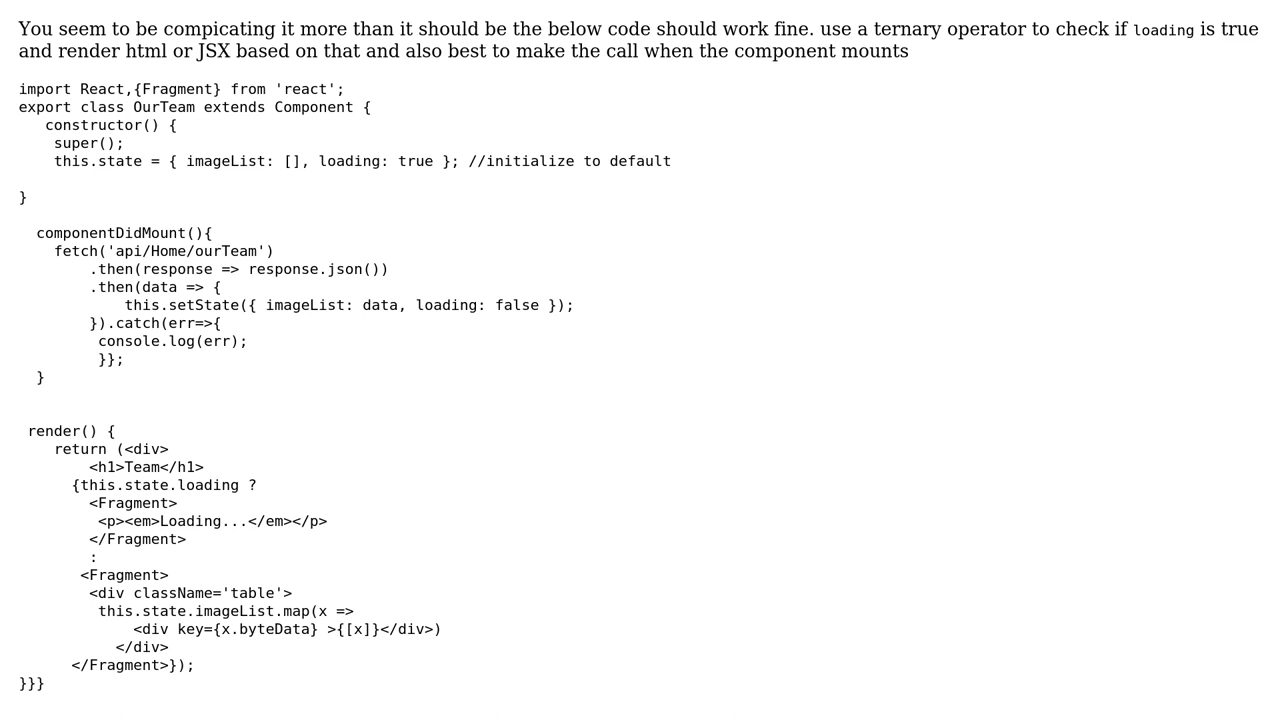 You seem to be compicating it more than it should be the below code should work fine. use a ternary operator to check if loading is true
and render html or JSX based on that and also best to make the call when the component mounts
import React,{Fragment} from 'react';
export class OurTeam extends Component {
   constructor() {
    super();
    this.state = { imageList: [], loading: true }; //initialize to default
}
  componentDidMount(){
    fetch('api/Home/ourTeam')
        .then(response => response.json())
        .then(data => {
            this.setState({ imageList: data, loading: false });
        }).catch(err=>{
         console.log(err);
         }};
  }
 render() {
    return (<div>
        <h1>Team</h1>
      {this.state.loading ?
        <Fragment>
         <p><em>Loading...</em></p>
        </Fragment>
        :
       <Fragment>
        <div className='table'>
         this.state.imageList.map(x =>
             <div key={x.byteData} >{[x]}</div>)
           </div>
      </Fragment>});
}}}